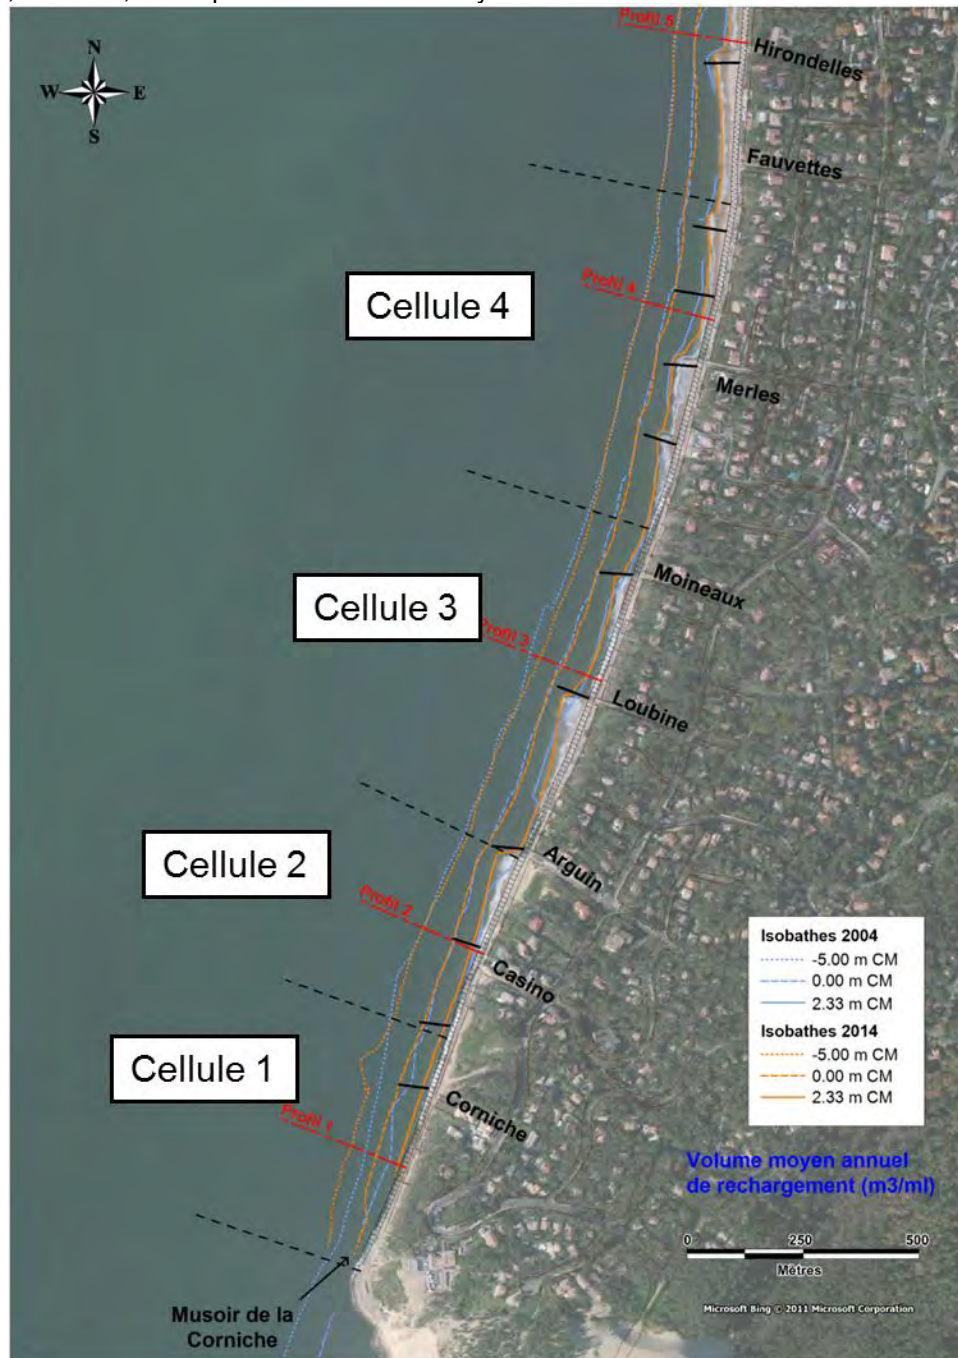 Profil 5
N
W E
S
Hirondelles
Fauvettes
Profil 4
Cellule 4
Merles
Moineaux
Cellule 3
Profil 3
Loubine
Arguin
Cellule 2
Profil 2
Casino
Isobathes 2004
-5.00 m CM
0.00 m CM
2.33 m CM
Isobathes 2014
-5.00 m CM
0.00 m CM
2.33 m CM
Cellule 1
Corniche
Profil 1
Volume moyen annuel
de rechargement (m3/ml)
0 250 500
Mètres
Musoir de la
Corniche
Microsoft Bing © 2011 Microsoft Corporation